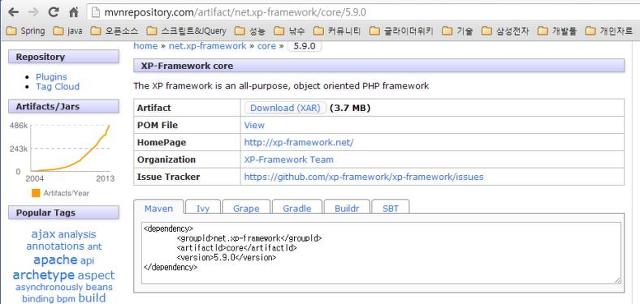 mvnrepository.com/artifact/net.xp-framework/core/5.9.0
Spring java 오픈소스 스크립트&JQuery 성능 낚수 커뮤니티 글라이더위키 기술 삼성전자 개발툴 개인자료
home » net.xp-framework » core » 5.9.0
Repository
Plugins
Tag Cloud
Artifacts/Jars
486k
243k
0
2004 2013
Artifacts/Year
Popular Tags
ajax analysis
annotations ant
apache api
archetype aspect
asynchronously beans
binding bpm build
XP-Framework core
The XP framework is an all-purpose, object oriented PHP framework
Artifact Download (XAR) (3.7 MB)
POM File View
HomePage http://xp-framework.net/
Organization XP-Framework Team
Issue Tracker https://github.com/xp-framework/xp-framework/issues
Maven Ivy Grape Gradle Buildr SBT
<dependency>
<groupId>net.xp-framework</groupId>
<artifactId>core</artifactId>
<version>5.9.0</version>
</dependency>